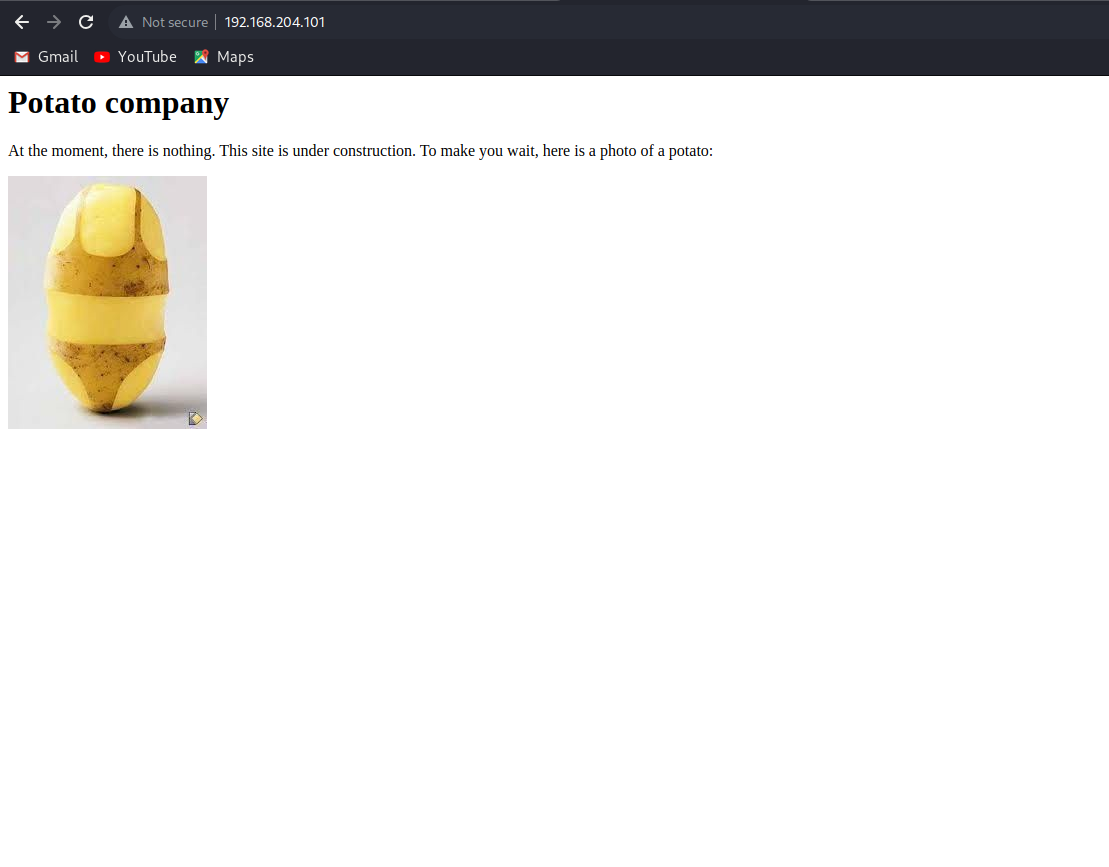 Not secure
192.168.204.101
Gmail
YouTube
Maps
Potato company
At the moment, there is nothing. This site is under construction. To make you wait, here is a photo of a potato: